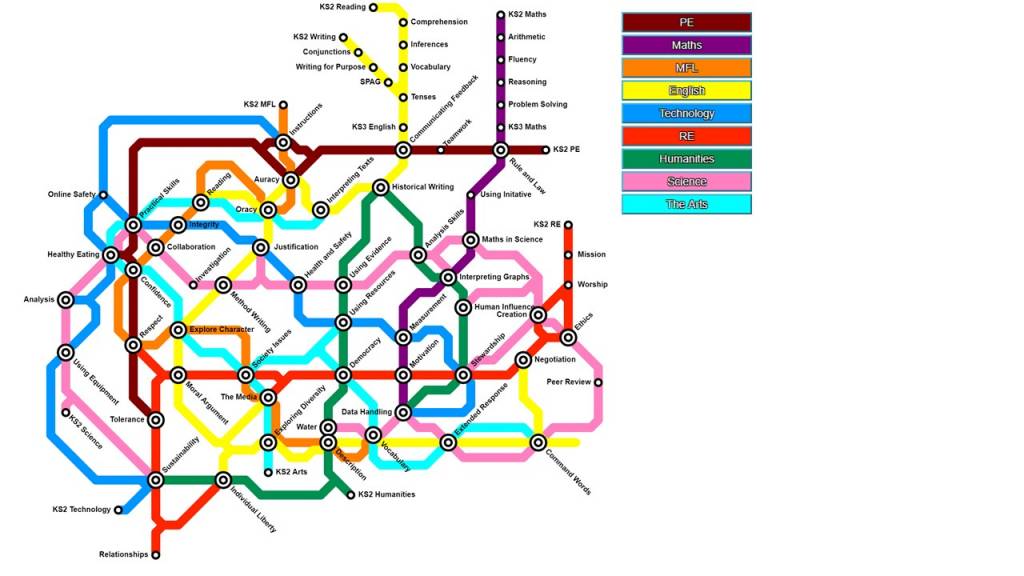 KS2 Reading
Comprehension
KS2 Maths
KS2 Writing
Arithmetic
Inferences
Conjunctions
Fluency
Writing for Purpose
Vocabulary
SPAG
Reasoning
Tenses
KS2 MFL
Instructions
Communicating Feedback
Problem Solving
KS3 English
Teamwork
KS3 Maths
KS2 PE
Rule and Law
Auracy
Reading
Interpreting Texts
Historical Writing
Online Safety
Practical Skills
Using Initative
Oracy
Integrity
KS2 RE
Analysis Skills
Maths in Science
Healthy Eating
Collaboration
Justification
Health and Safety
Using Evidence
Mission
Confidence
Investigation
Interpreting Graphs
Worship
Analysis
Method Writing
Using Resources
Measurement
Human Influence
Creation
Ethics
Respect
Explore Character
Society Issues
Using Equipment
Democracy
Motivation
Stewardship
Negotiation
Moral Argument
The Media
Exploring Diversity
Peer Review
KS2 Science
Tolerance
Data Handling
Extended Response
Water
Description
Vocabulary
Command Words
Sustainability
KS2 Arts
Individual Liberty
KS2 Humanities
KS2 Technology
Relationships
PE
Maths
MFL
English
Technology
RE
Humanities
Science
The Arts